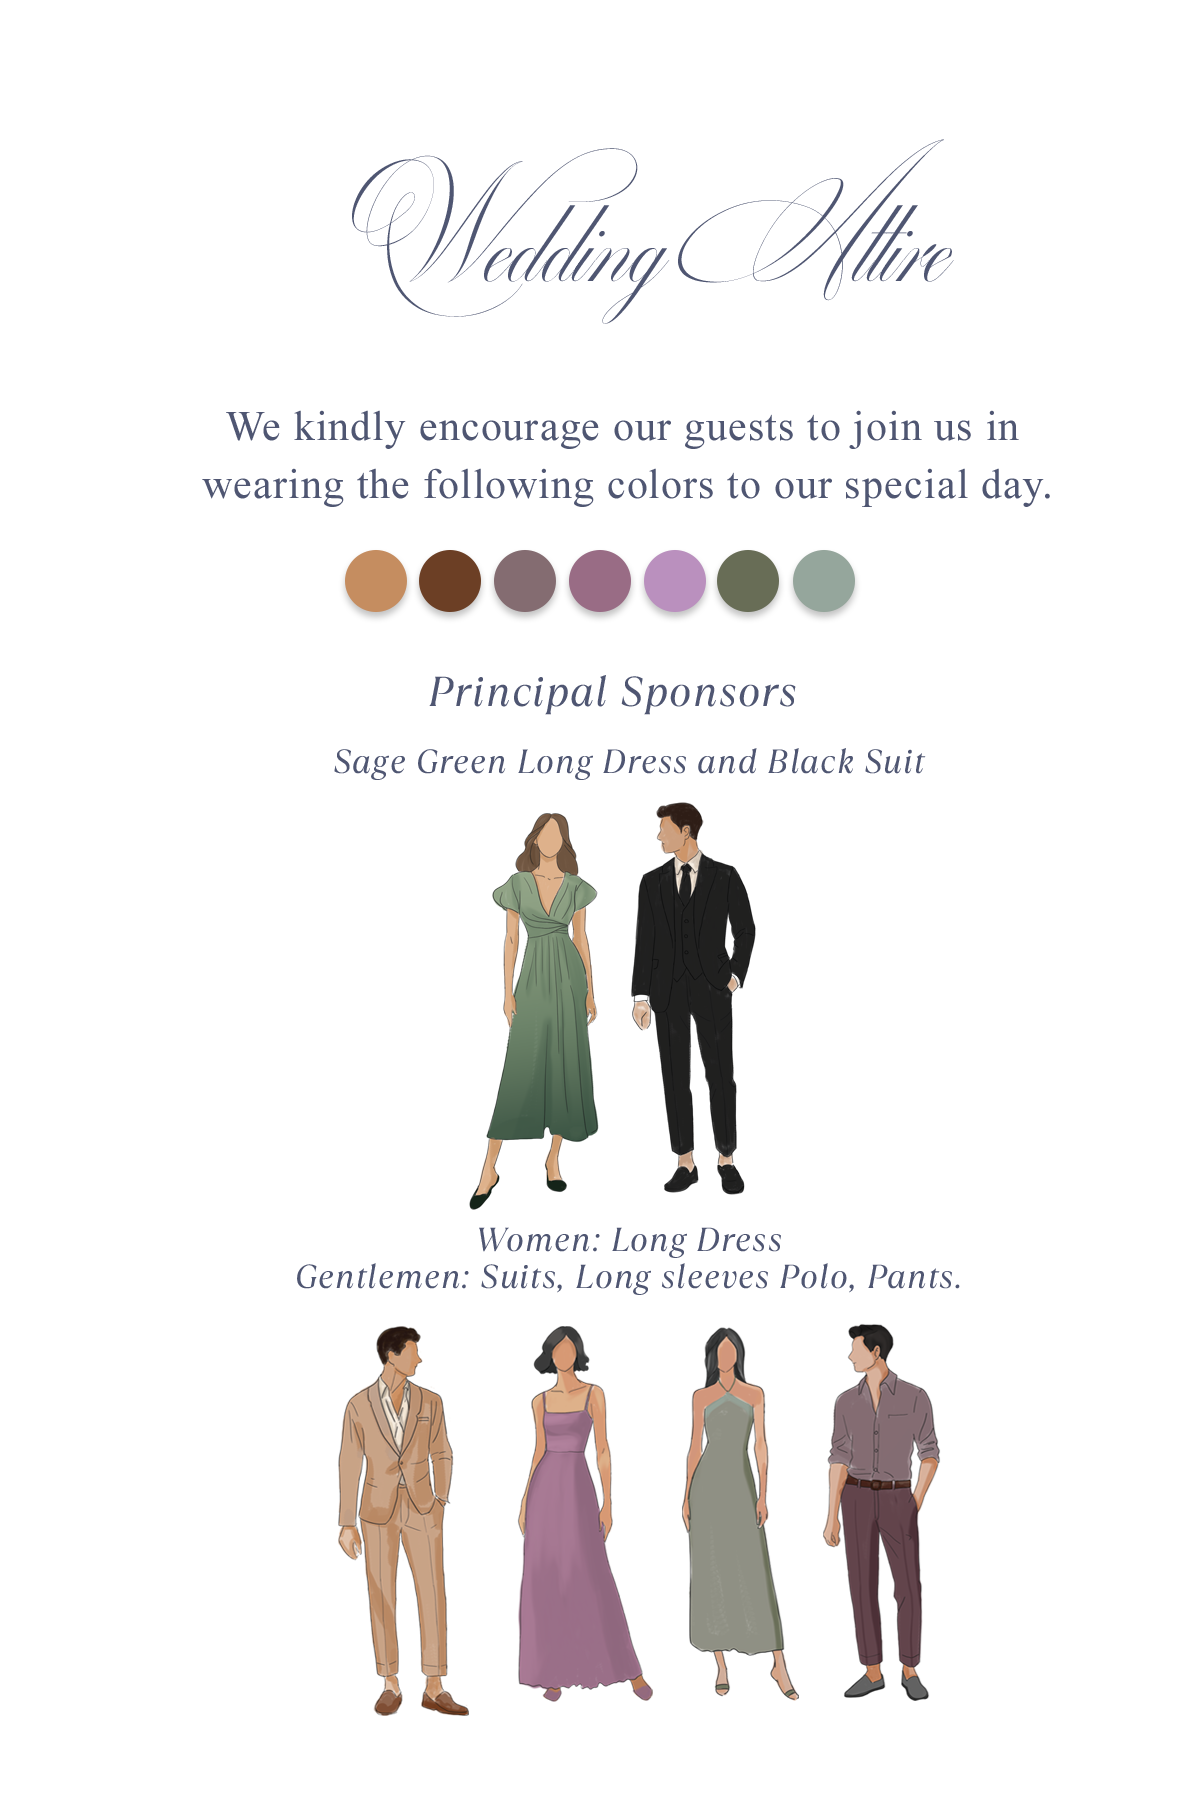 Wedding Attire
We kindly encourage our guests to join us in
wearing the following colors to our special day.
Principal Sponsors
Sage Green Long Dress and Black Suit
Women: Long Dress
Gentlemen: Suits, Long sleeves Polo, Pants.